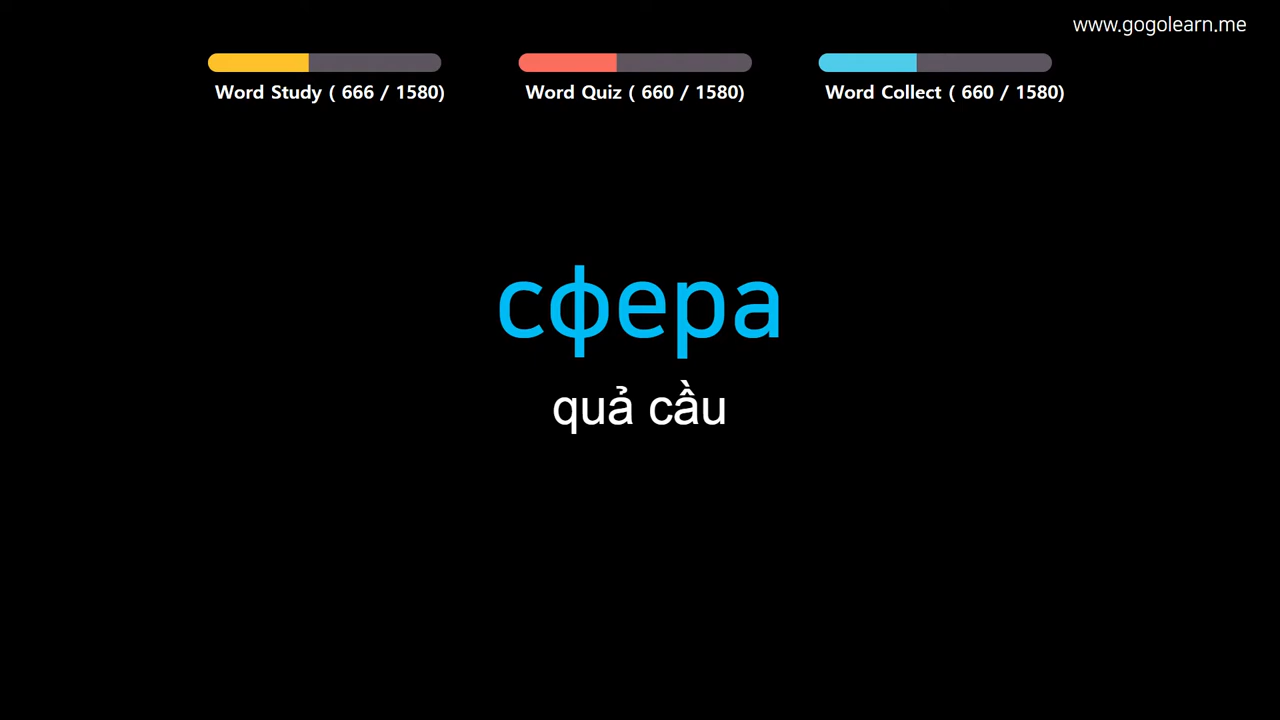 www.gogolearn.me
Word Study ( 666 / 1580)
Word Quiz ( 660 / 1580)
Word Collect ( 660 / 1580)
сфера
quả cầu